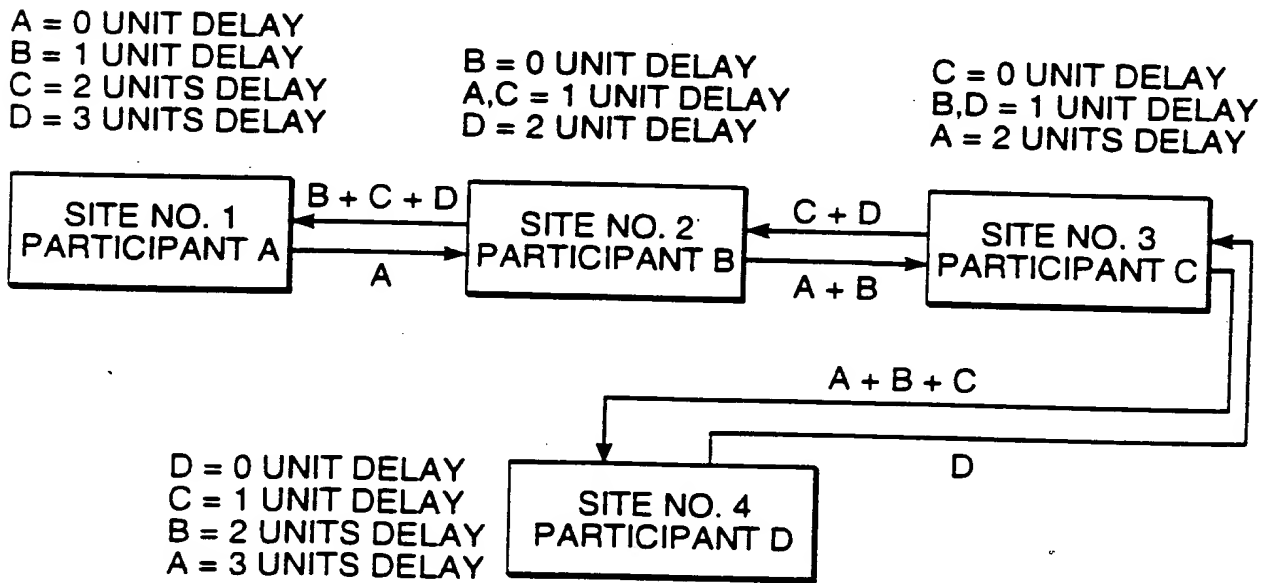 A = 0 UNIT DELAY
B = 1 UNIT DELAY
C = 2 UNITS DELAY
D = 3 UNITS DELAY
B = 0 UNIT DELAY
A,C = 1 UNIT DELAY
D = 2 UNIT DELAY
C = 0 UNIT DELAY
B,D = 1 UNIT DELAY
A = 2 UNITS DELAY
SITE NO. 1
PARTICIPANT A
B + C + D
A
SITE NO. 2
PARTICIPANT B
C + D
A + B
SITE NO. 3
PARTICIPANT C
A + B + C
D
D = 0 UNIT DELAY
C = 1 UNIT DELAY
B = 2 UNITS DELAY
A = 3 UNITS DELAY
SITE NO. 4
PARTICIPANT D